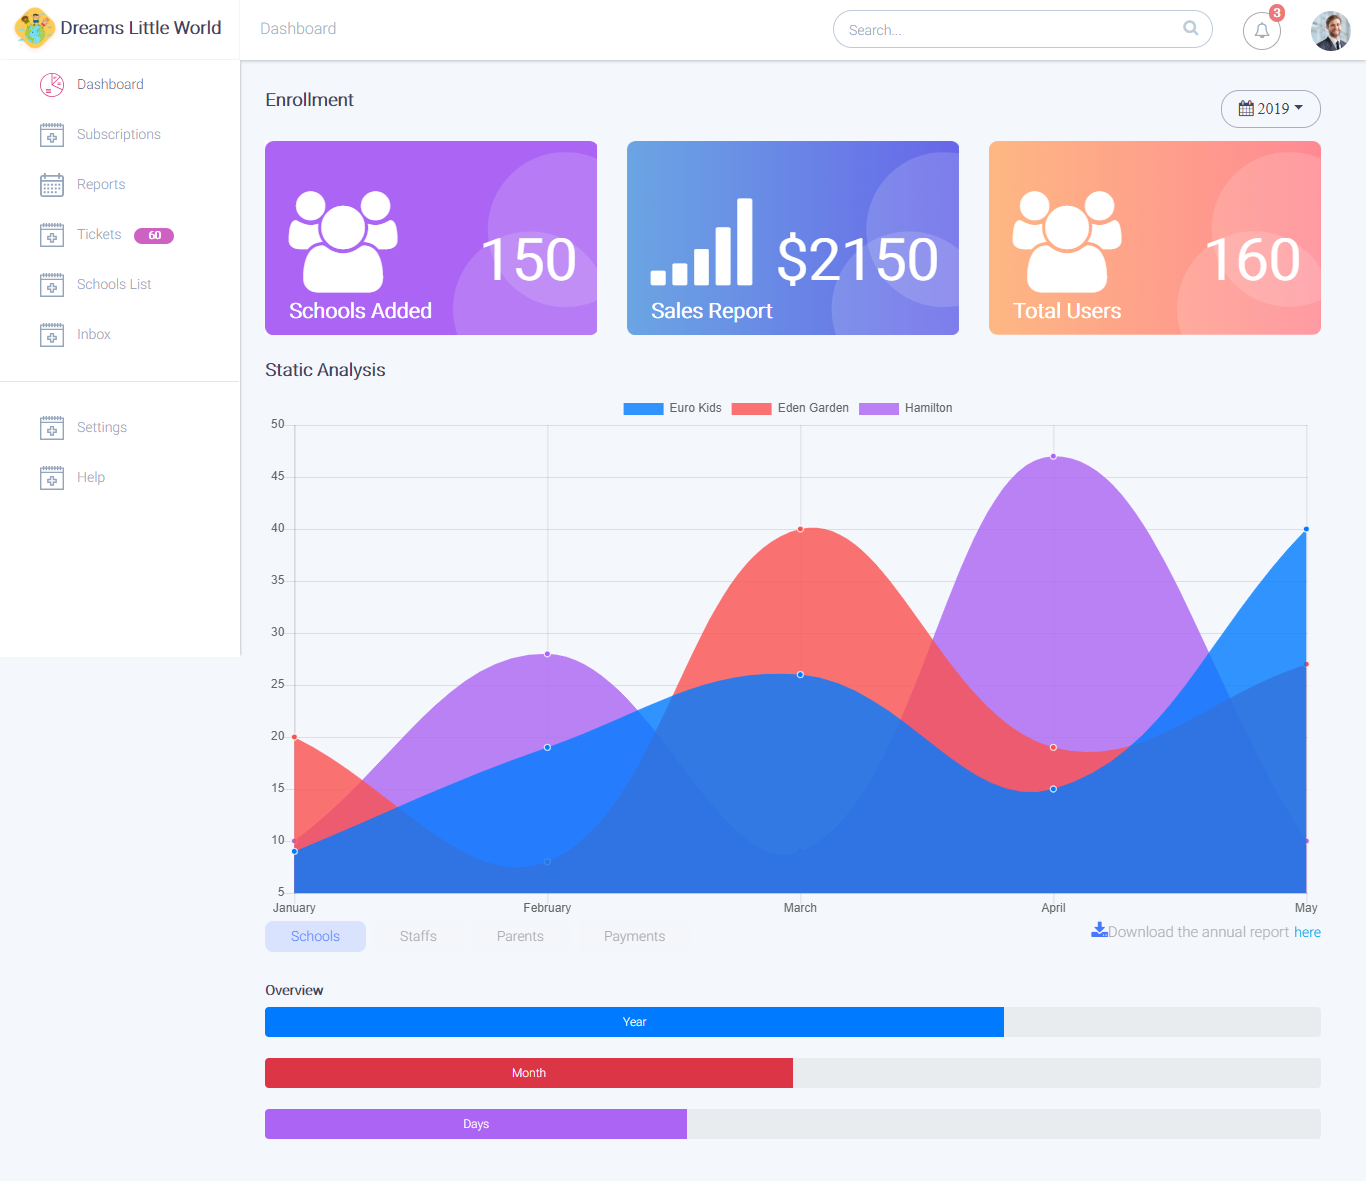 Dreams Little World
Dashboard
Search...
3
Dashboard
Subscriptions
Reports
Tickets 60
Schools List
Inbox
Settings
Help
Enrollment
2019
150
Schools Added
$2150
Sales Report
160
Total Users
Static Analysis
Euro Kids Eden Garden Hamilton
50
45
40
35
30
25
20
15
10
5
January February March April May
Schools Staffs Parents Payments
Download the annual report here
Overview
Year
Month
Days